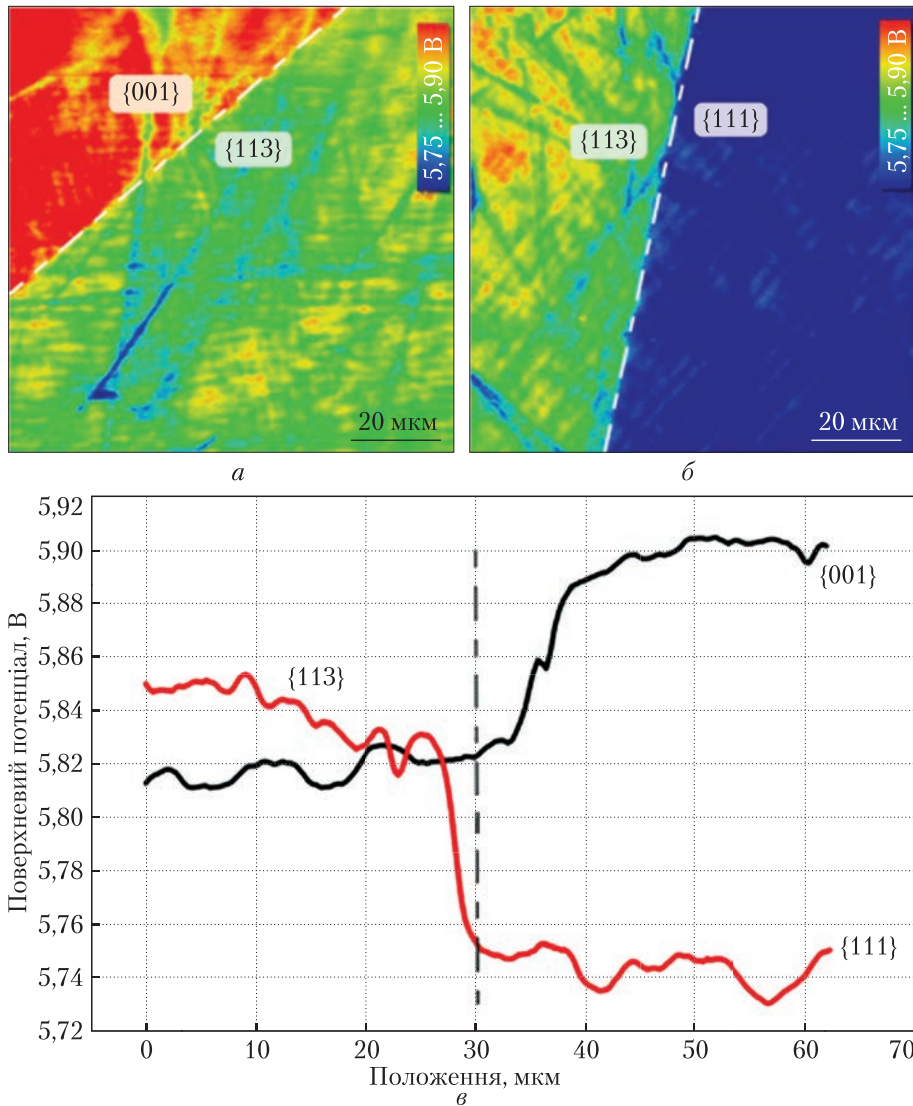 {001}
{113}
5,75 ... 5,90 В
20 мкм
а
{113}
{111}
5,75 ... 5,90 В
20 мкм
б
Поверхневий потенціал, В
5,92
5,90
5,88
5,86
5,84
5,82
5,80
5,78
5,76
5,74
5,72
{113}
{001}
{111}
0 10 20 30 40 50 60 70
Положення, мкм
в